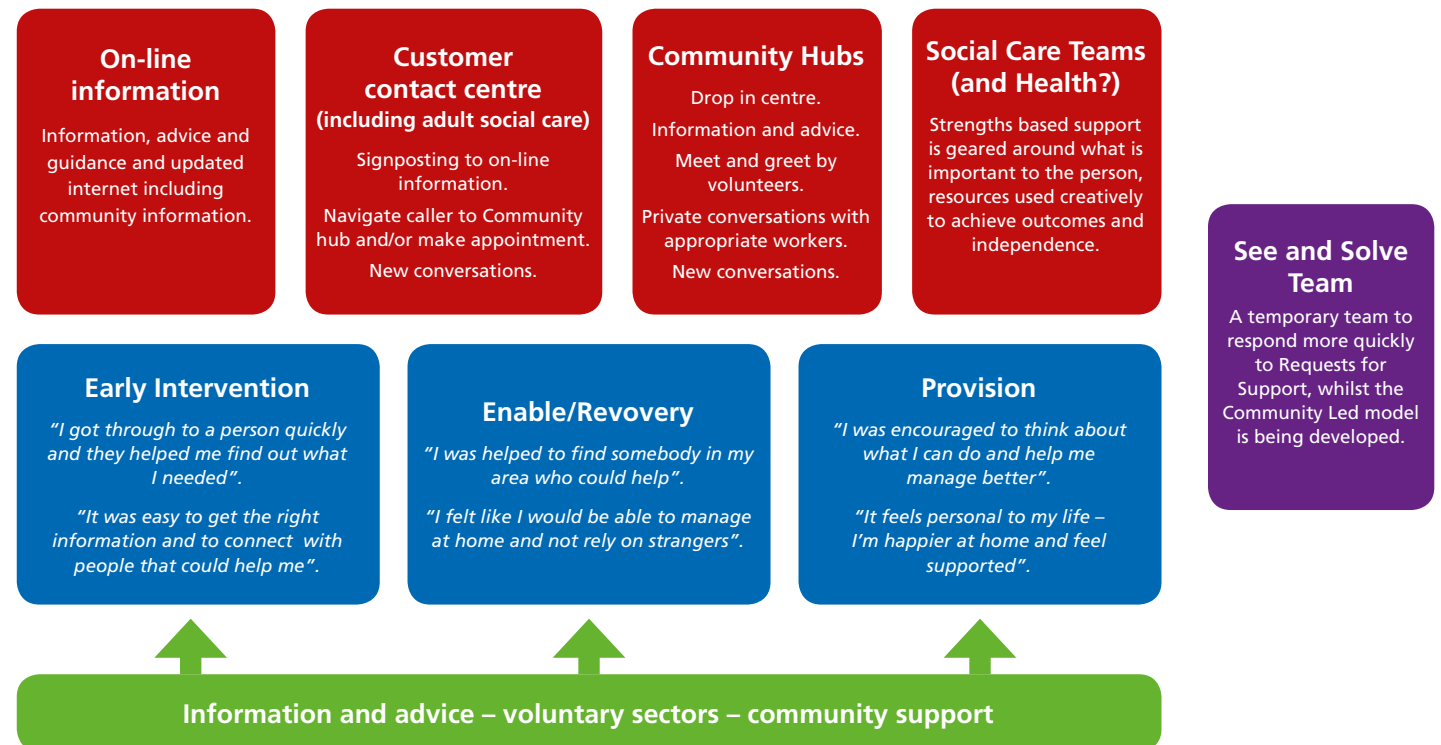 On-line
information
Information, advice and
guidance and updated
internet including
community information.
Customer
contact centre
(including adult social care)
Signposting to on-line
information.
Navigate caller to Community
hub and/or make appointment.
New conversations.
Community Hubs
Drop in centre.
Information and advice.
Meet and greet by
volunteers.
Private conversations with
appropriate workers.
New conversations.
Social Care Teams
(and Health?)
Strengths based support
is geared around what is
important to the person,
resources used creatively
to achieve outcomes and
independence.
See and Solve
Team
A temporary team to
respond more quickly
to Requests for
Support, whilst the
Community Led model
is being developed.
Early Intervention
“I got through to a person quickly
and they helped me find out what
I needed”.
“It was easy to get the right
information and to connect with
people that could help me”.
Enable/Revovery
“I was helped to find somebody in my
area who could help”.
“I felt like I would be able to manage
at home and not rely on strangers”.
Provision
“I was encouraged to think about
what I can do and help me
manage better”.
“It feels personal to my life –
I’m happier at home and feel
supported”.
Information and advice – voluntary sectors – community support